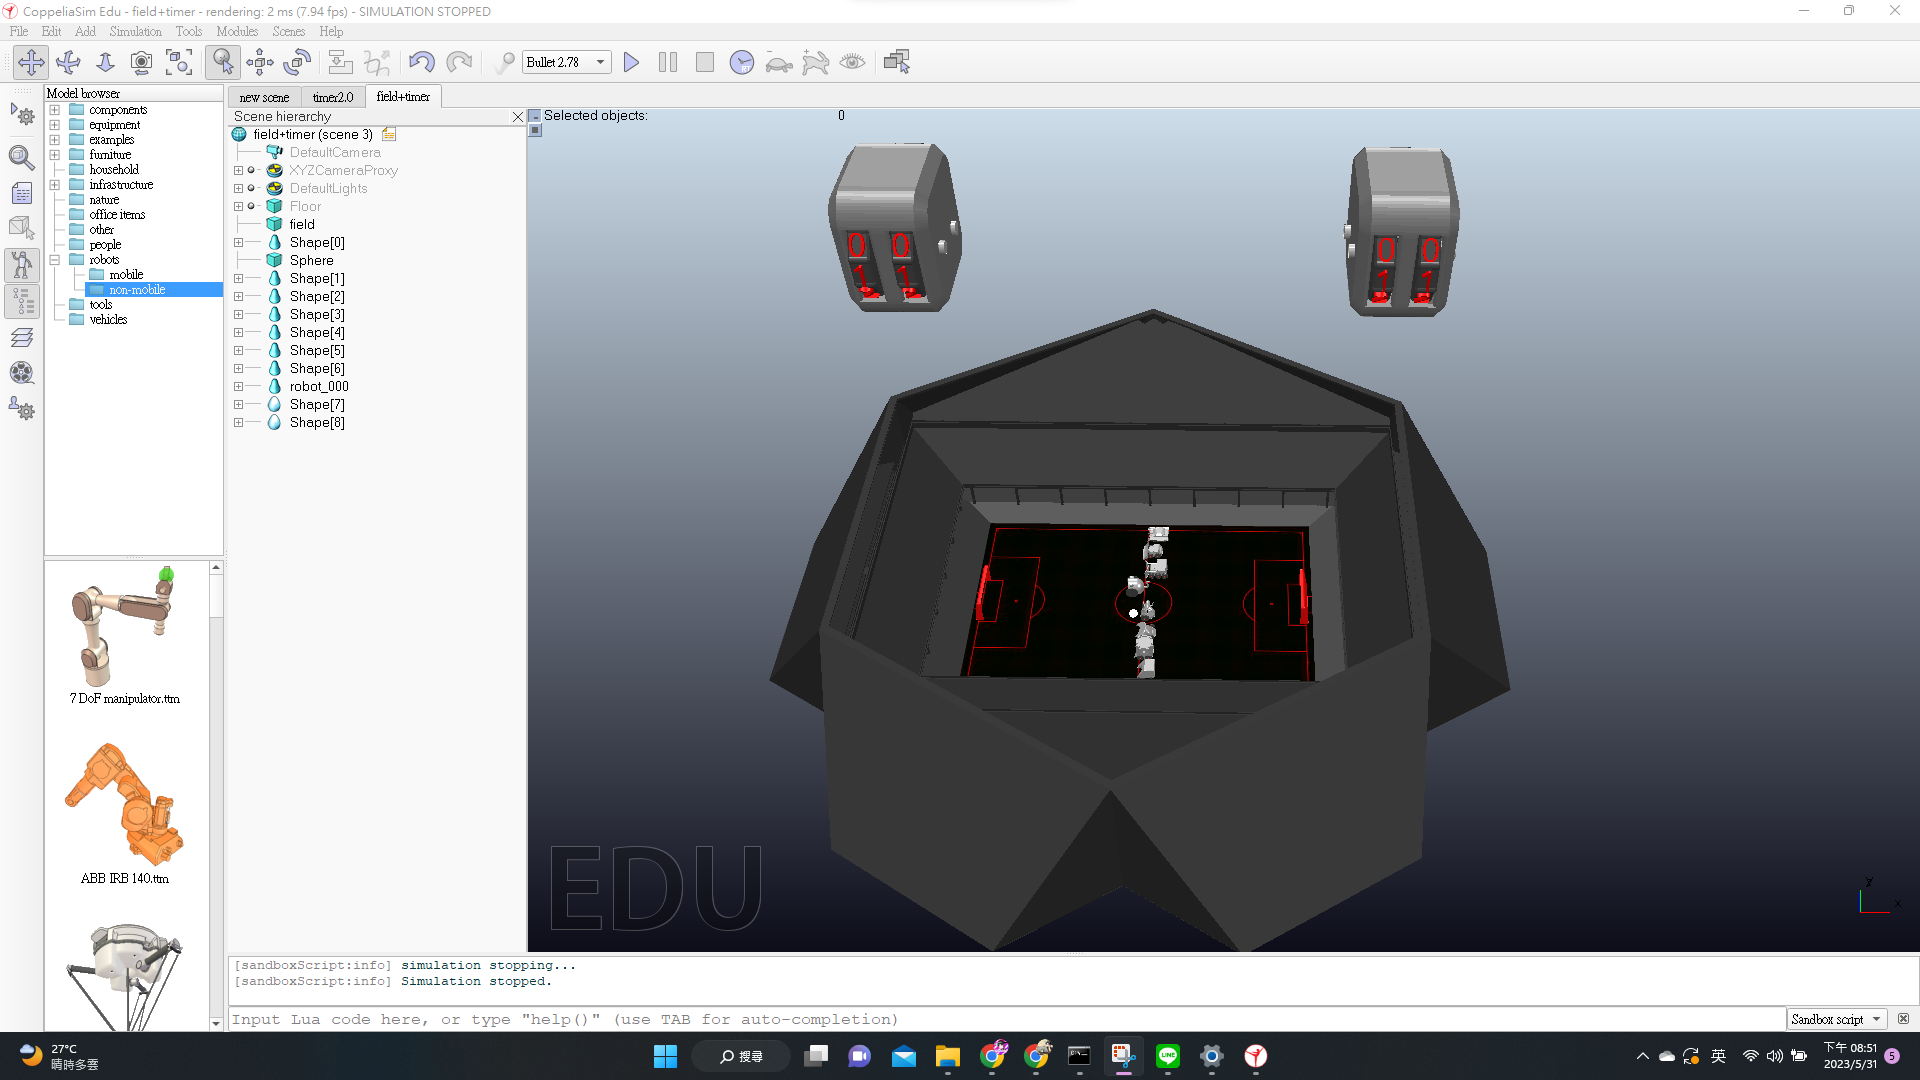 CoppeliaSim Edu - field+timer - rendering: 2 ms (7.94 fps) - SIMULATION STOPPED
File Edit Add Simulation Tools Modules Scenes Help
Bullet 2.78
Model browser
components
equipment
examples
furniture
household
infrastructure
nature
office items
other
people
robots
mobile
non-mobile
tools
vehicles
7 DoF manipulator.ttm
ABB IRB 140.ttm
new scene timer2.0 field+timer
Scene hierarchy
field+timer (scene 3)
DefaultCamera
XYZCameraProxy
DefaultLights
Floor
field
Shape[0]
Sphere
Shape[1]
Shape[2]
Shape[3]
Shape[4]
Shape[5]
Shape[6]
robot_000
Shape[7]
Shape[8]
Selected objects: 0
0 0
1 1
0 0
1 1
EDU
y
x
[sandboxScript:info] simulation stopping...
[sandboxScript:info] Simulation stopped.
Input Lua code here, or type "help()" (use TAB for auto-completion)
Sandbox script
27°C
晴時多雲
搜尋
LINE
英
下午 08:51
2023/5/31
5